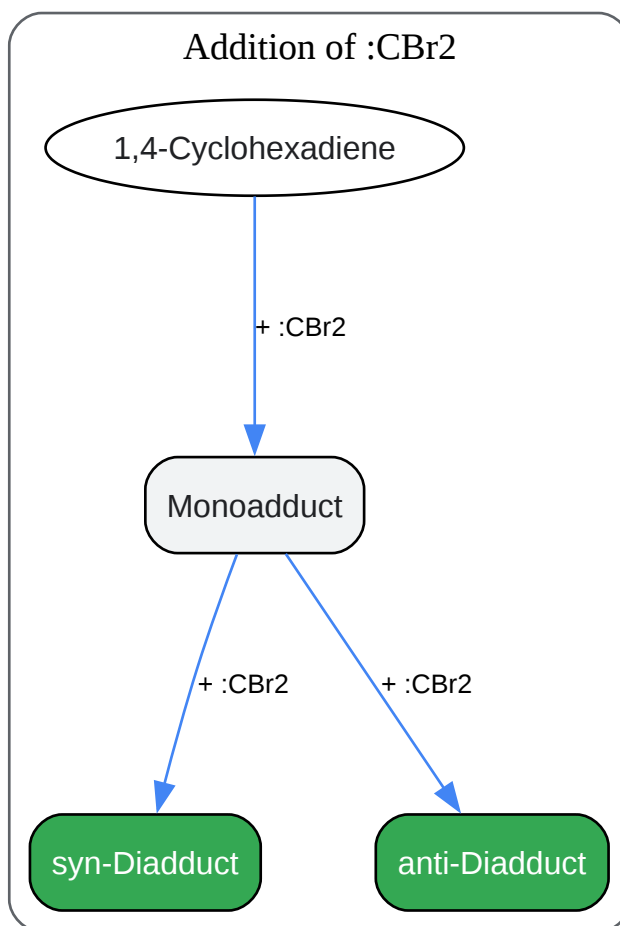 Addition of :CBr2
1,4-Cyclohexadiene
+ :CBr2
Monoadduct
+ :CBr2
+ :CBr2
syn-Diadduct
anti-Diadduct